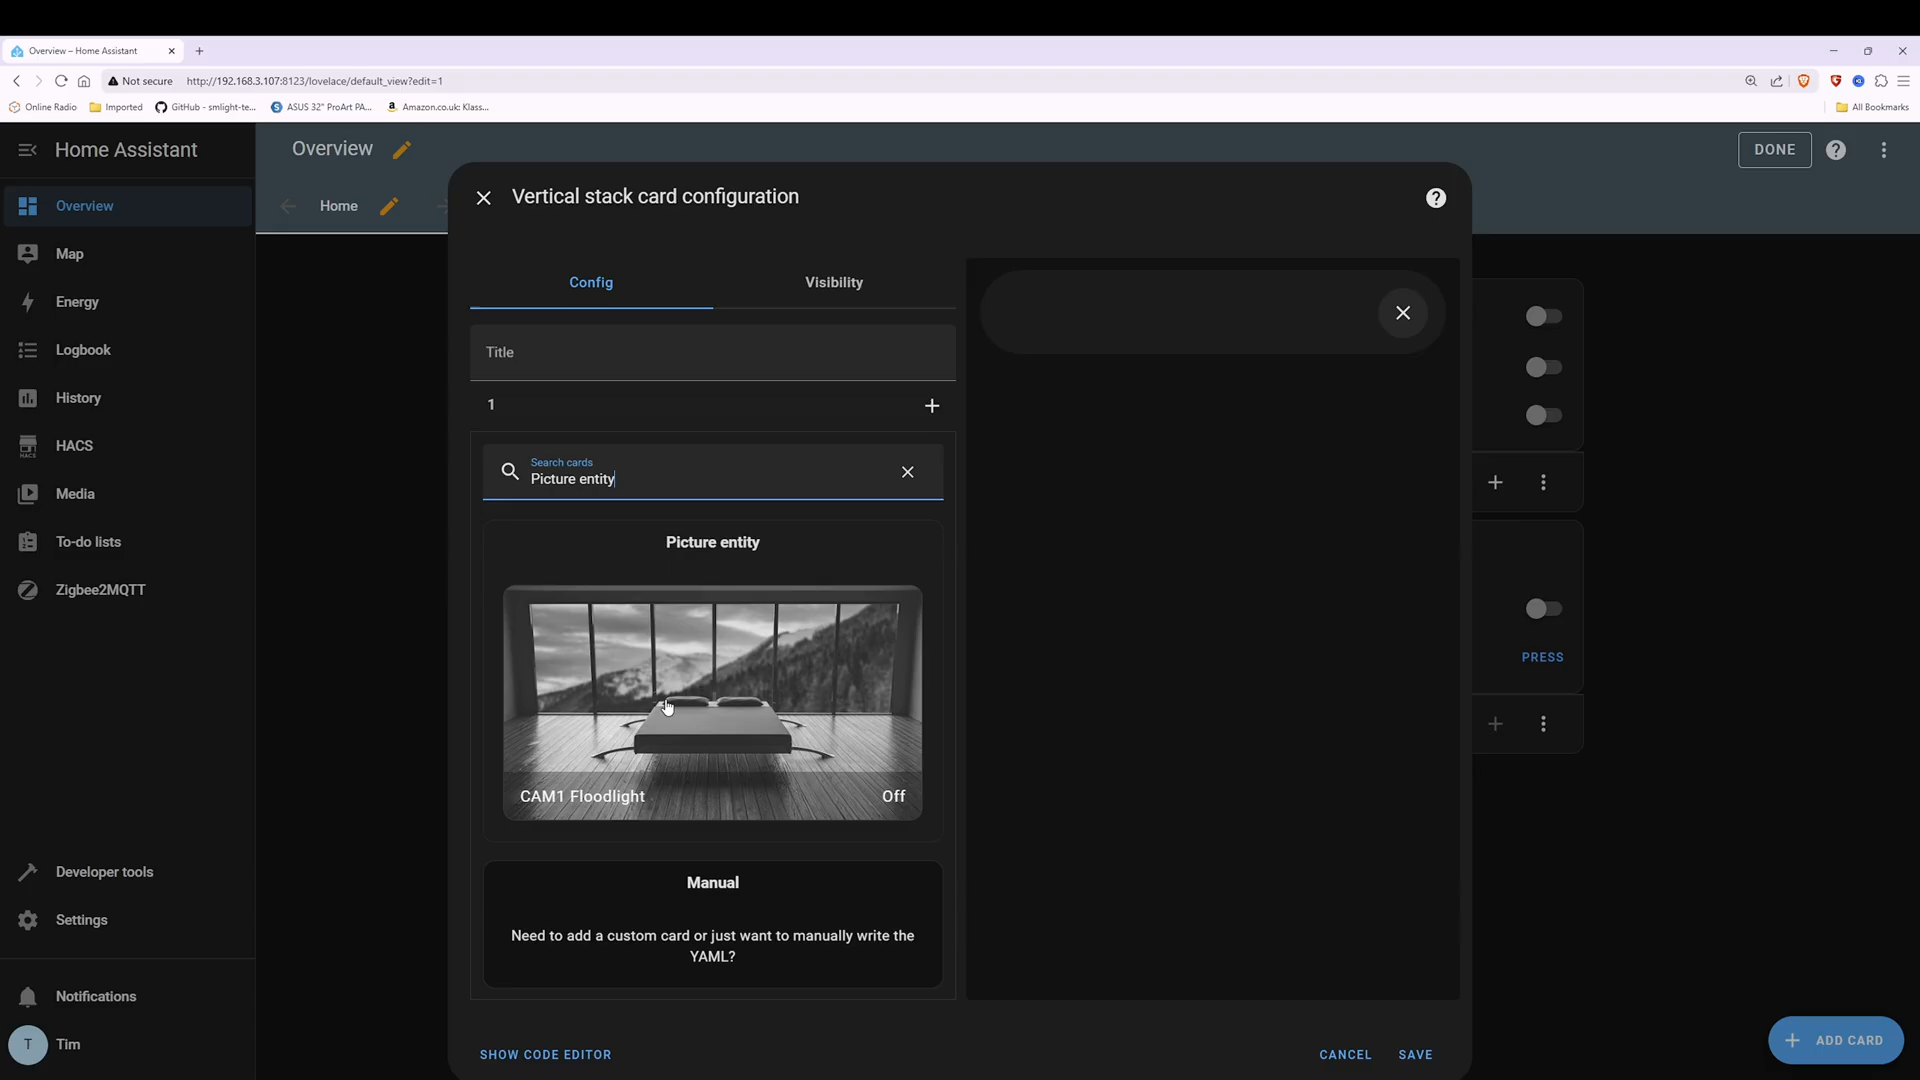 Overview – Home Assistant
Not secure
http://192.168.3.107:8123/lovelace/default_view?edit=1
Online Radio
Imported
GitHub - smlight-te...
ASUS 32" ProArt PA...
Amazon.co.uk: Klass...
All Bookmarks
Home Assistant
Overview
DONE
Overview
Home
Map
Energy
Logbook
History
HACS
HACS
Media
To-do lists
Zigbee2MQTT
Developer tools
Settings
Notifications
T
Tim
Vertical stack card configuration
Config
Visibility
Title
1
Search cards
Picture entity
Picture entity
CAM1 Floodlight
Off
Manual
Need to add a custom card or just want to manually write the
YAML?
SHOW CODE EDITOR
CANCEL
SAVE
PRESS
ADD CARD